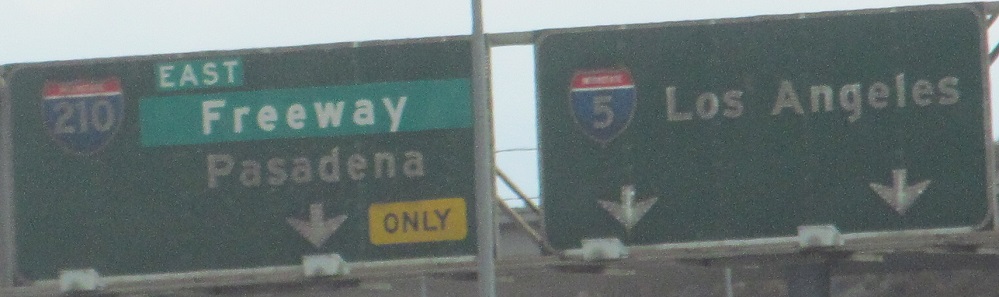 EAST
210 Freeway
Pasadena
ONLY
5 Los Angeles